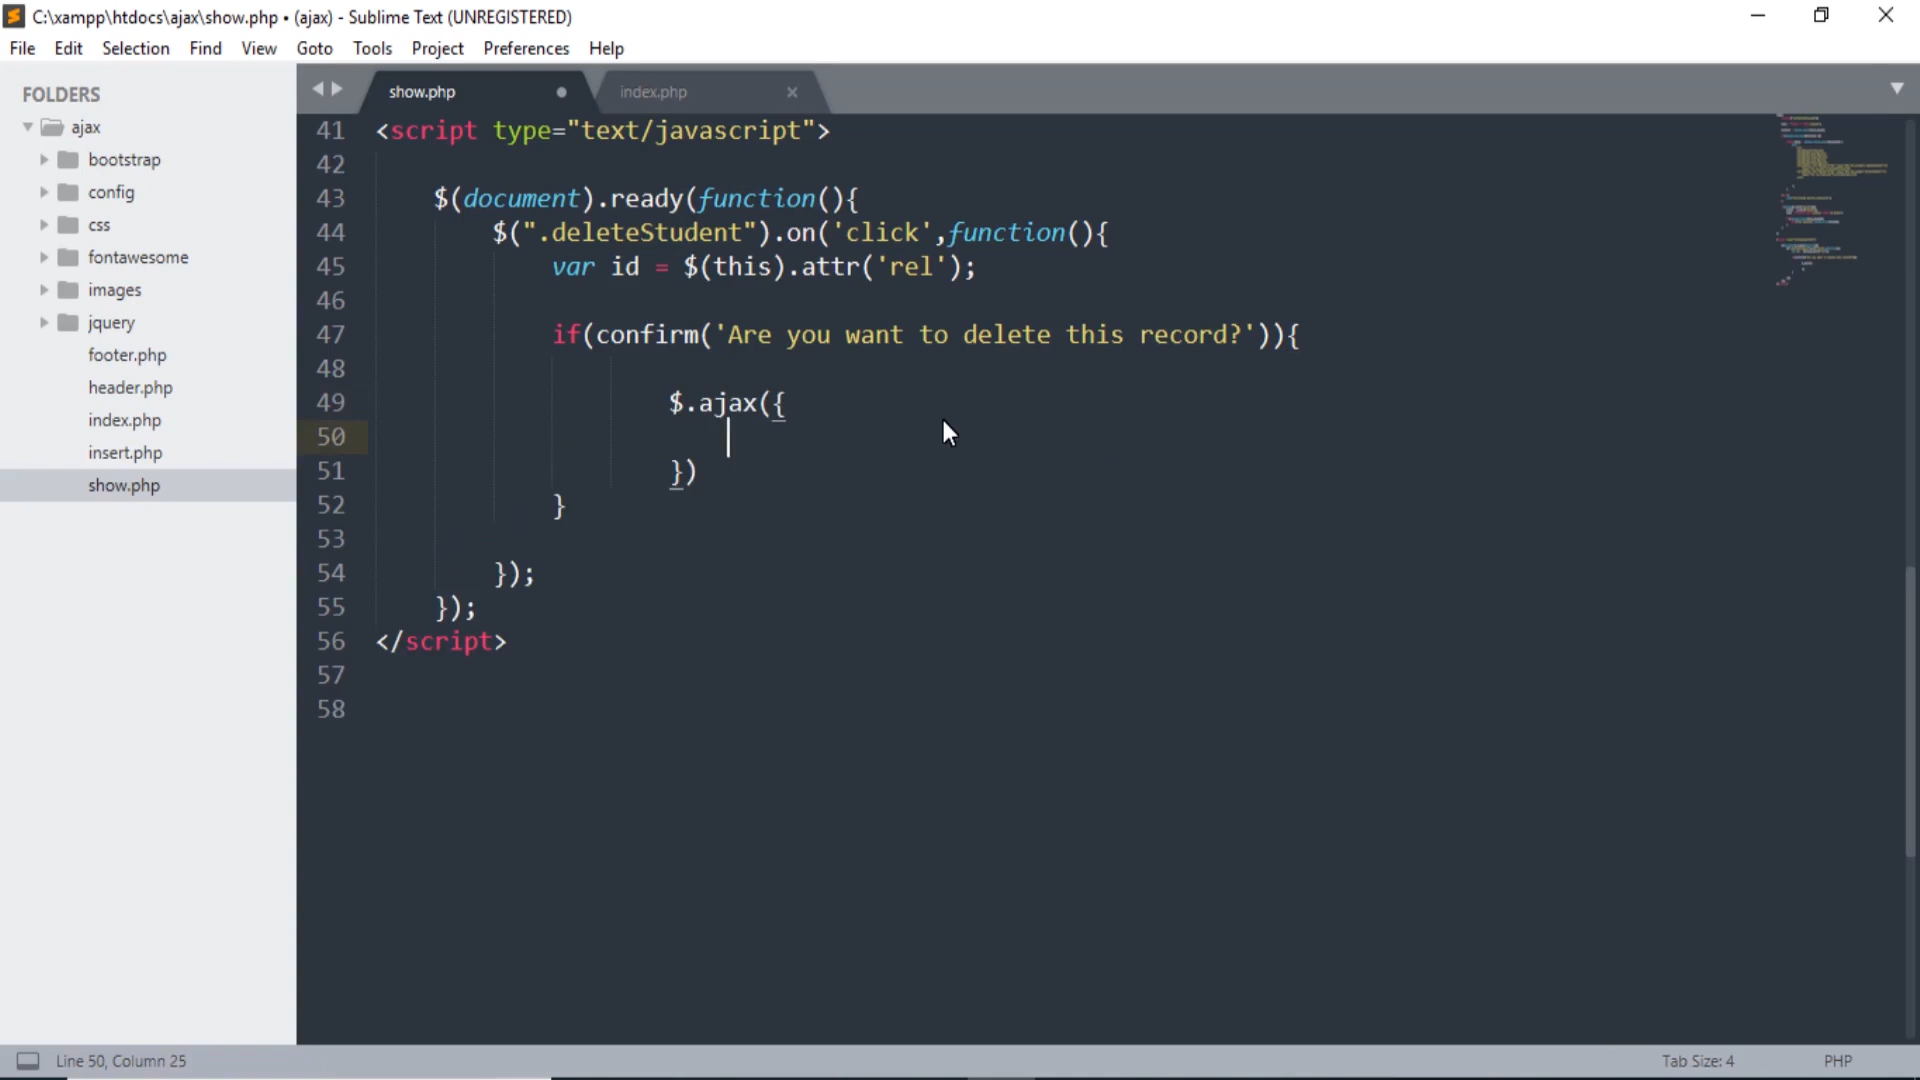 C:\xampp\htdocs\ajax\show.php • (ajax) - Sublime Text (UNREGISTERED)
File Edit Selection Find View Goto Tools Project Preferences Help
FOLDERS
ajax
bootstrap
config
css
fontawesome
images
jquery
footer.php
header.php
index.php
insert.php
show.php
show.php index.php
41 <script type="text/javascript">
42
43 $(document).ready(function(){
44 $(".deleteStudent").on('click',function(){
45 var id = $(this).attr('rel');
46
47 if(confirm('Are you want to delete this record?')){
48
49 $.ajax({
50
51 })
52 }
53
54 });
55 });
56 </script>
57
58
Line 50, Column 25 Tab Size: 4 PHP